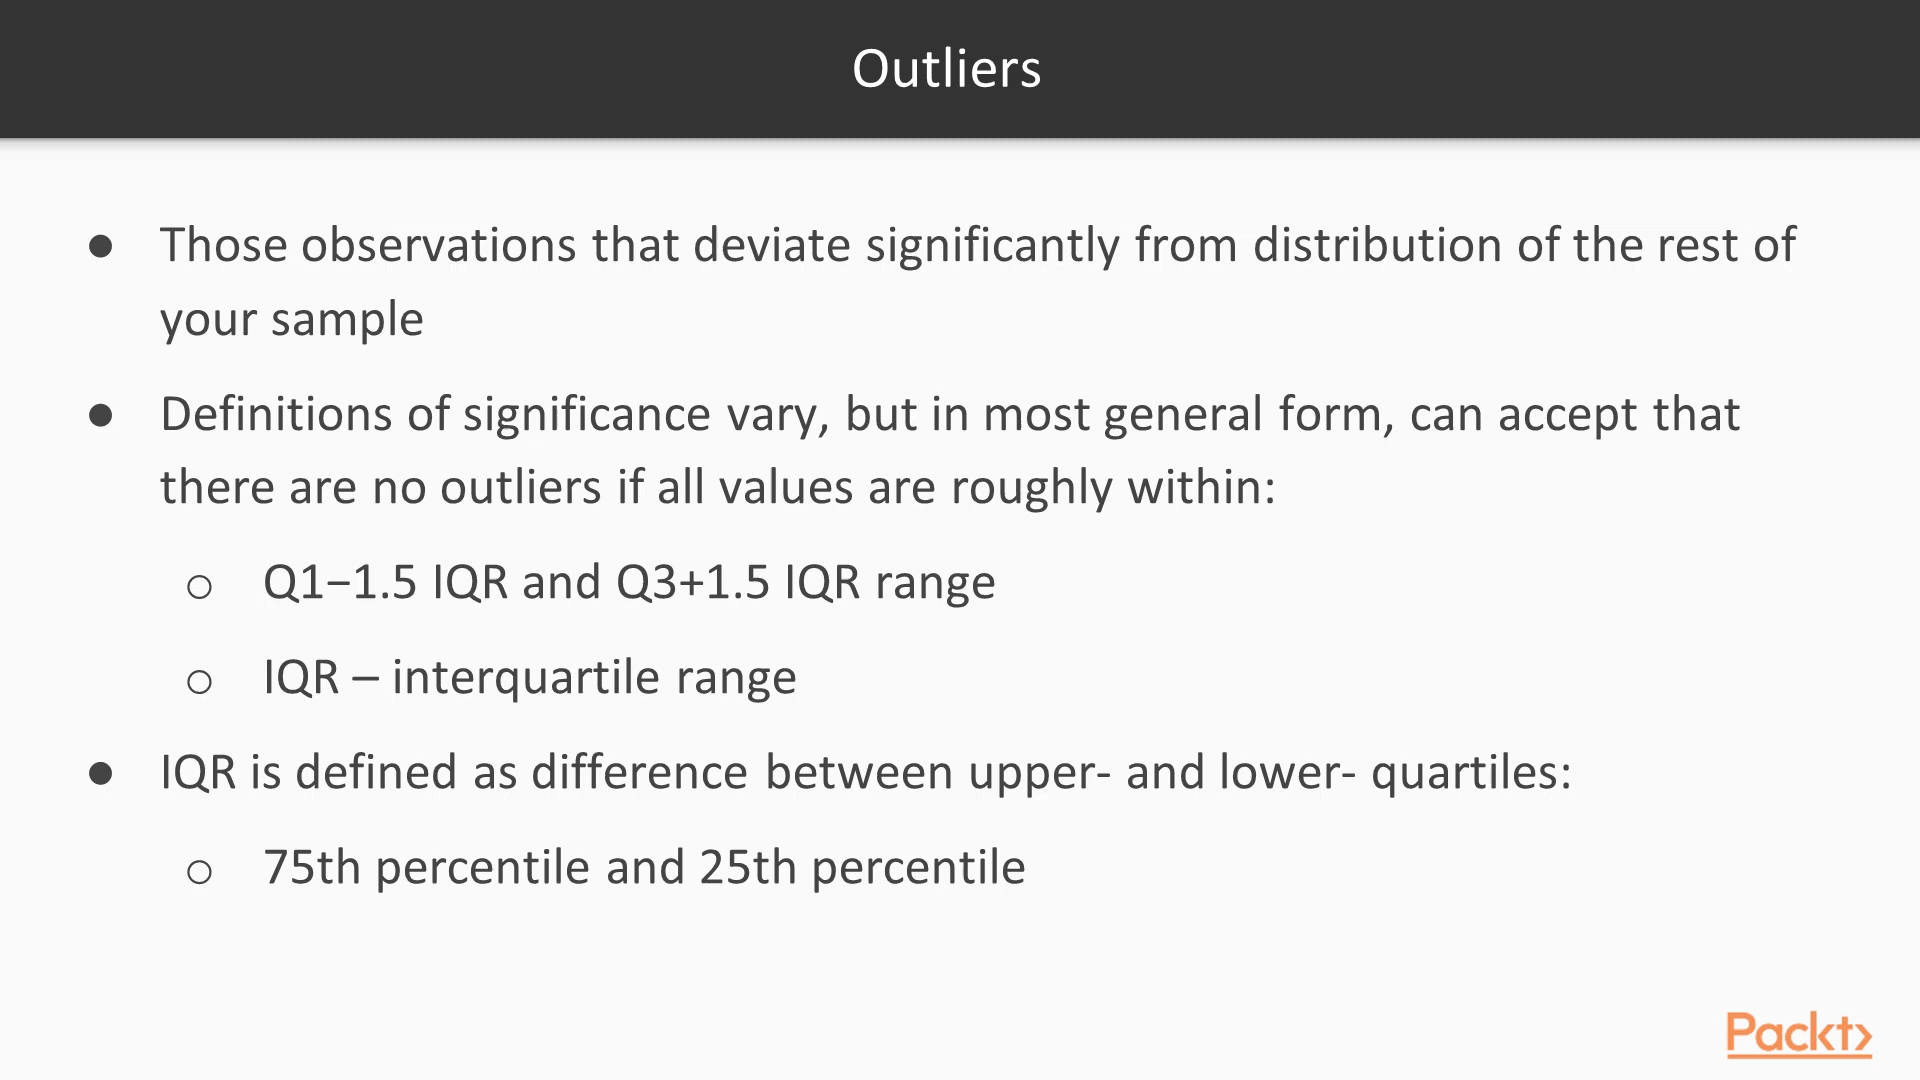 Outliers
● Those observations that deviate significantly from distribution of the rest of
your sample
● Definitions of significance vary, but in most general form, can accept that
there are no outliers if all values are roughly within:
○ Q1−1.5 IQR and Q3+1.5 IQR range
○ IQR – interquartile range
● IQR is defined as difference between upper- and lower- quartiles:
○ 75th percentile and 25th percentile
Packt>